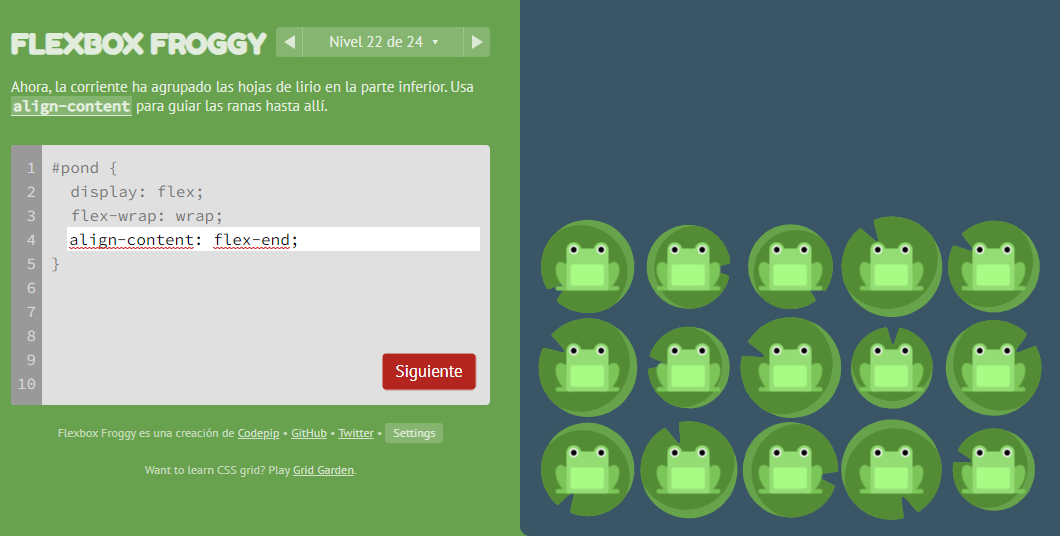 FLEXBOX FROGGY
Nivel 22 de 24
Ahora, la corriente ha agrupado las hojas de lirio en la parte inferior. Usa
align-content para guiar las ranas hasta allí.
1 #pond {
2 display: flex;
3 flex-wrap: wrap;
4 align-content: flex-end;
5 }
6
7
8
9
10
Siguiente
Flexbox Froggy es una creación de Codepip • GitHub • Twitter • Settings
Want to learn CSS grid? Play Grid Garden.